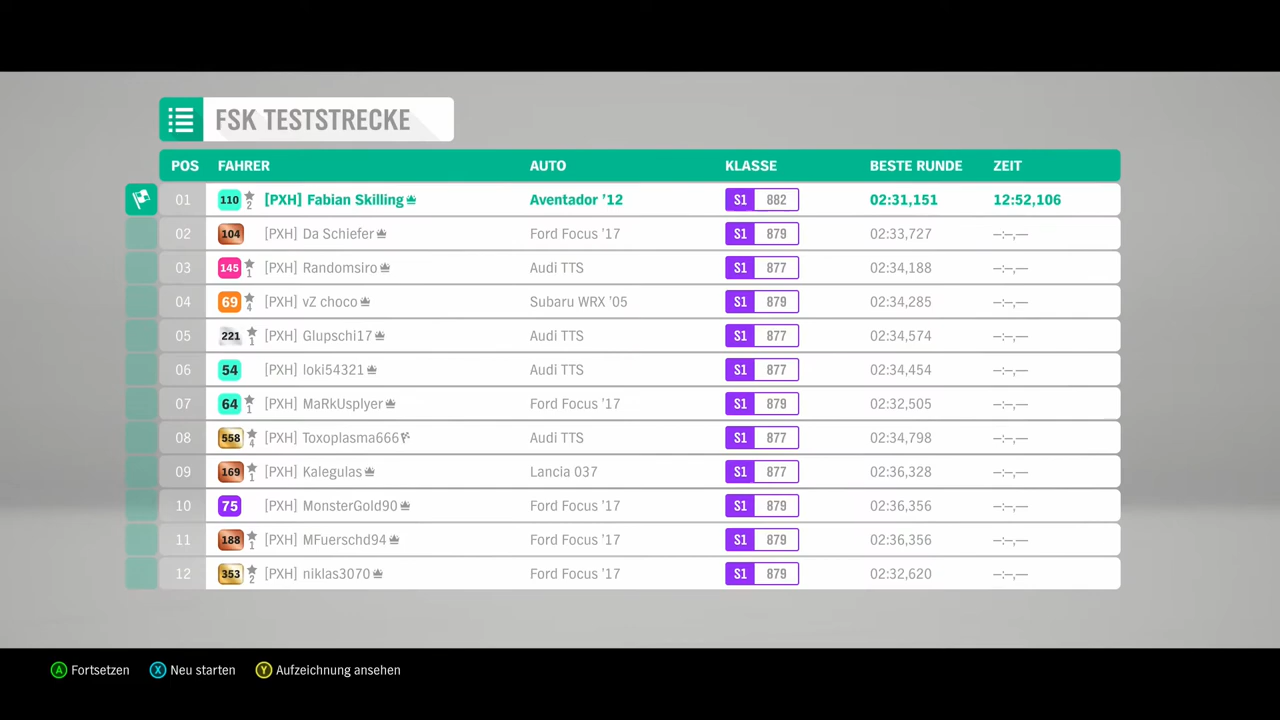 FSK TESTSTRECKE
POS FAHRER AUTO KLASSE BESTE RUNDE ZEIT
01 110 2 [PXH] Fabian Skilling Aventador '12 S1 882 02:31,151 12:52,106
02 104 [PXH] Da Schiefer Ford Focus '17 S1 879 02:33,727 --:--,---
03 145 1 [PXH] Randomsiro Audi TTS S1 877 02:34,188 --:--,---
04 69 4 [PXH] vZ choco Subaru WRX '05 S1 879 02:34,285 --:--,---
05 221 1 [PXH] Glupschi17 Audi TTS S1 877 02:34,574 --:--,---
06 54 [PXH] loki54321 Audi TTS S1 877 02:34,454 --:--,---
07 64 1 [PXH] MaRkUsplyer Ford Focus '17 S1 879 02:32,505 --:--,---
08 558 4 [PXH] Toxoplasma666 Audi TTS S1 877 02:34,798 --:--,---
09 169 1 [PXH] Kalegulas Lancia 037 S1 877 02:36,328 --:--,---
10 75 [PXH] MonsterGold90 Ford Focus '17 S1 879 02:36,356 --:--,---
11 188 1 [PXH] MFuerschd94 Ford Focus '17 S1 879 02:36,356 --:--,---
12 353 2 [PXH] niklas3070 Ford Focus '17 S1 879 02:32,620 --:--,---
A Fortsetzen X Neu starten Y Aufzeichnung ansehen